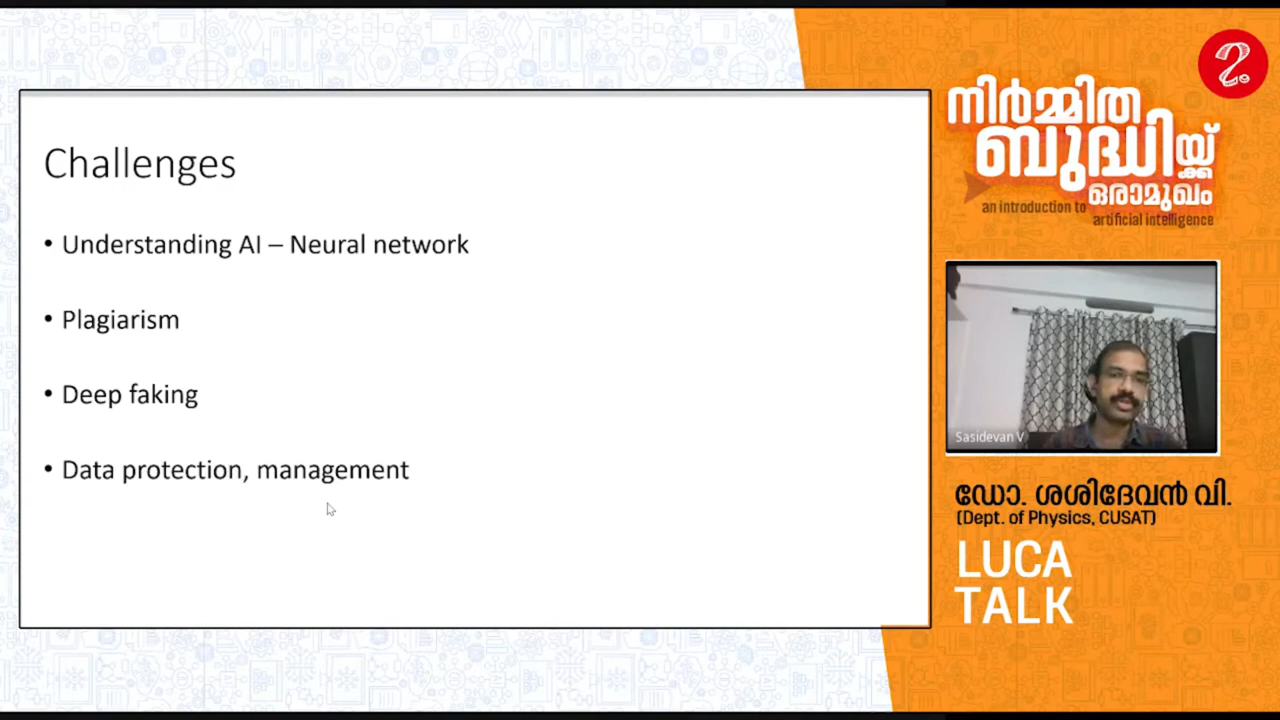 Challenges
• Understanding AI – Neural network
• Plagiarism
• Deep faking
• Data protection, management
നിർമ്മിത
ബുദ്ധിയ്ക്ക്
ഒരാമുഖം
an introduction to
artificial intelligence
Sasidevan V
ഡോ. ശശിദേവൻ വി.
(Dept. of Physics, CUSAT)
LUCA
TALK